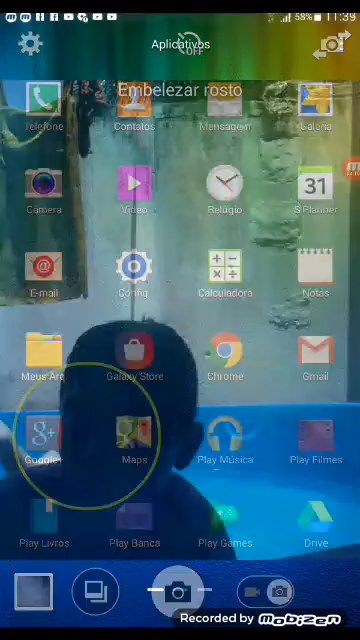 58% 11:39
Aplicativos
OFF
Embelezar rosto
Telefone Contatos Mensagem Galeria
Câmera Vídeo Relógio S Planner
31
E-mail Config. Calculadora Notas
Meus Arq Galaxy Store Chrome Gmail
Google+ Maps Play Música Play Filmes
Play Livros Play Banca Play Games Drive
Recorded by mobizen